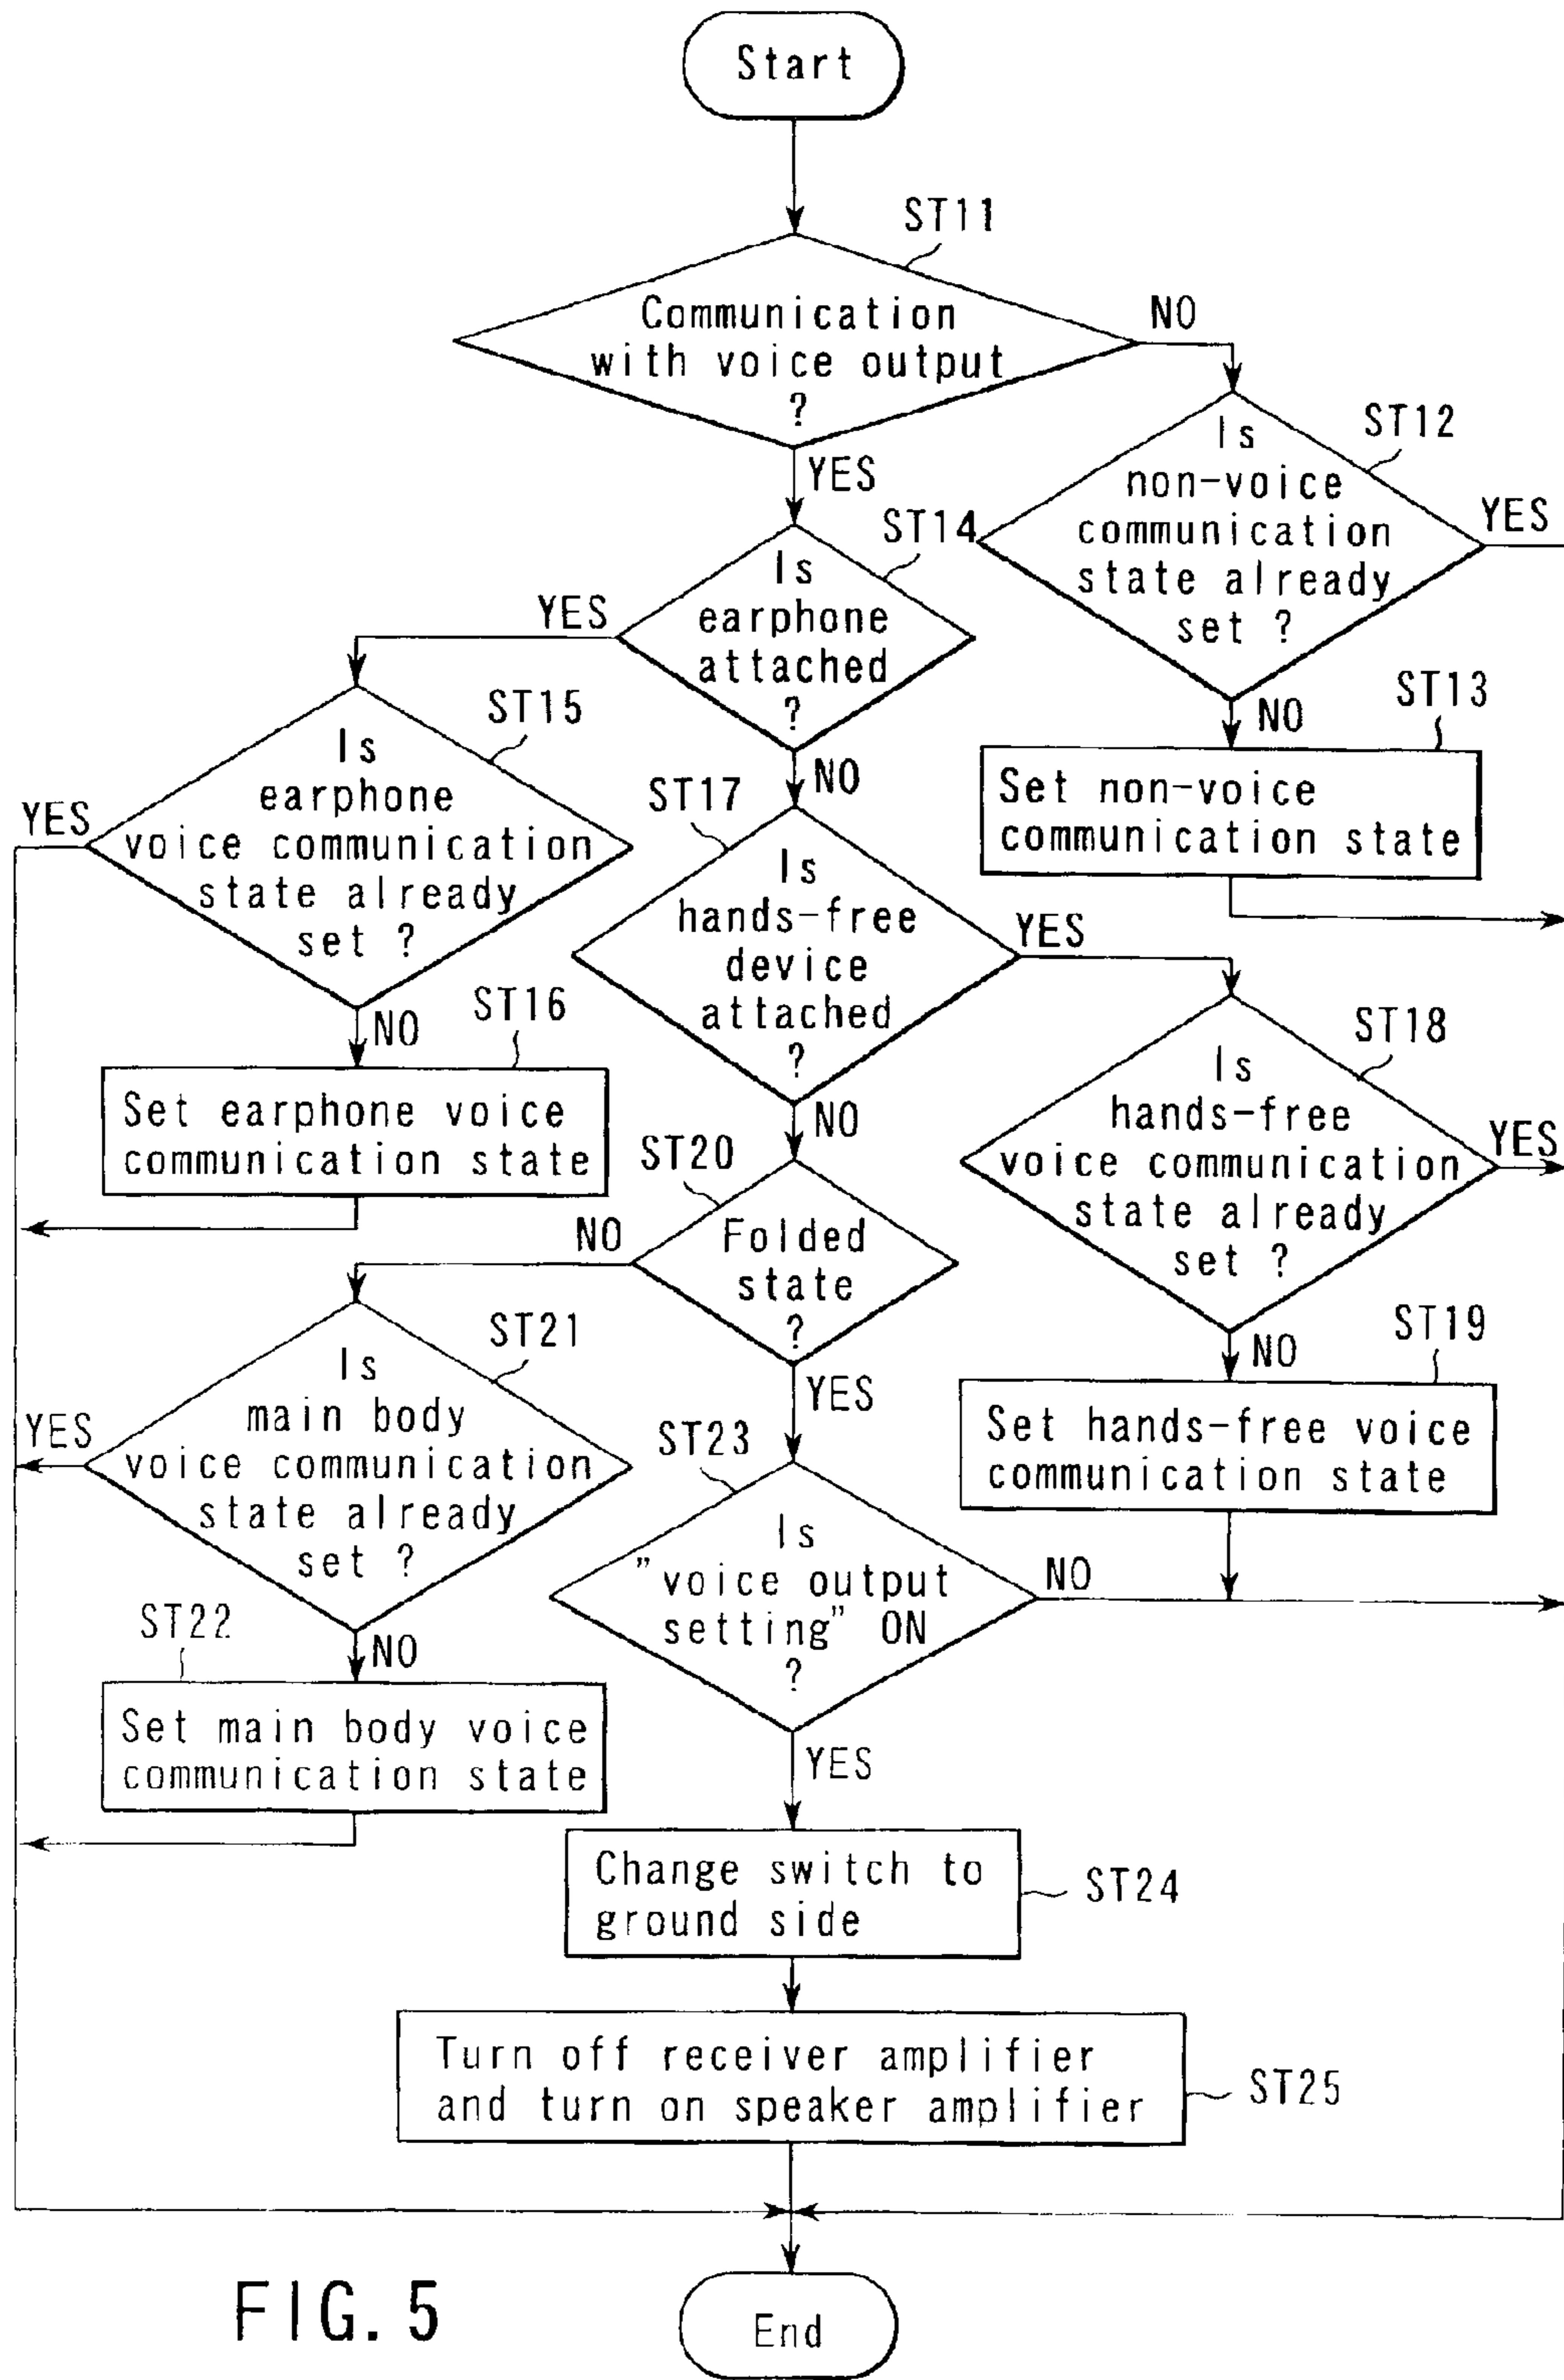 Start
ST11
Communication
with voice output
?
NO
YES
ST12
Is
non-voice
communication
state already
set ?
YES
NO
ST13
Set non-voice
communication state
ST14
Is
earphone
attached
?
YES
NO
ST15
Is
earphone
voice communication
state already
set ?
YES
NO
ST16
Set earphone voice
communication state
ST17
Is
hands-free
device
attached
?
YES
NO
ST18
Is
hands-free
voice communication
state already
set ?
YES
NO
ST19
Set hands-free voice
communication state
ST20
Folded
state
?
NO
YES
ST21
Is
main body
voice communication
state already
set ?
YES
NO
ST22
Set main body voice
communication state
ST23
Is
"voice output
setting" ON
?
NO
YES
Change switch to
ground side
ST24
Turn off receiver amplifier
and turn on speaker amplifier
ST25
End
FIG. 5